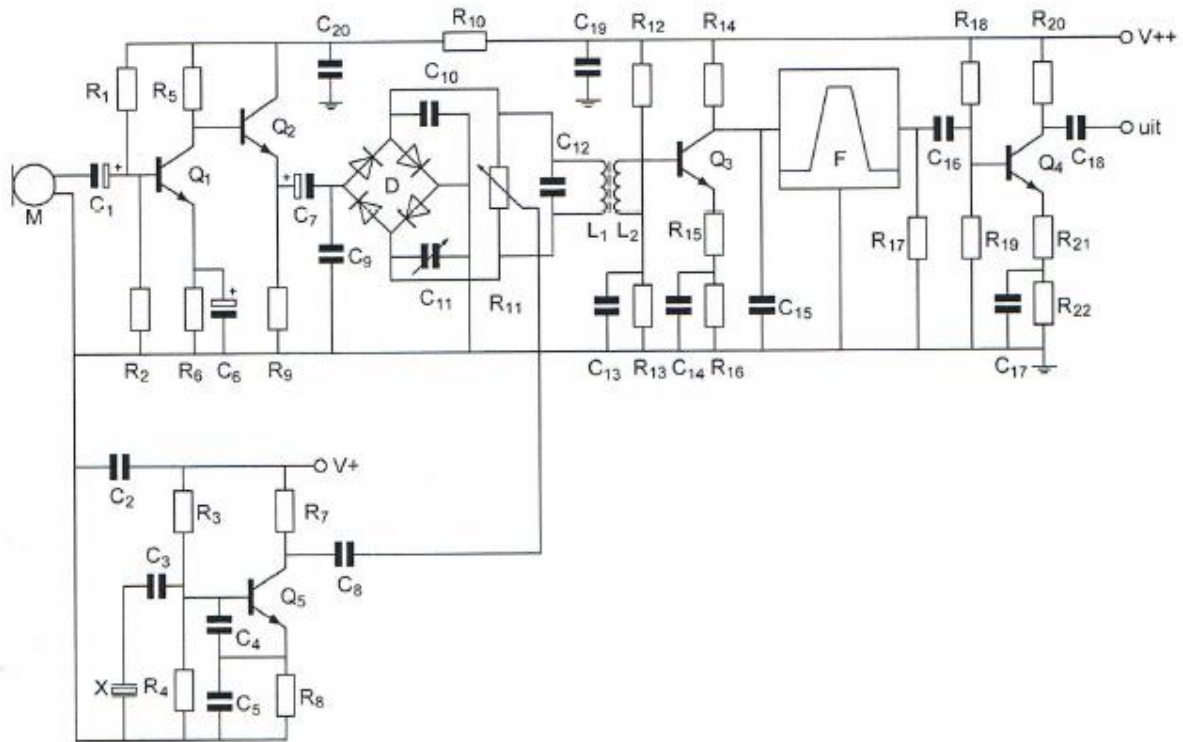 C20 R10 C19 R12 R14 R18 R20
V++
R1 R5 C10
Q2 C12 uit
Q1 D Q3 F C16 Q4 C18
M C1 C7
R15 R17 R19 R21
C9 L1 L2
C11 R11 C15 R22
R2 R6 C6 R9 C13 R13 C14 R16 C17
V+
C2 R3 R7
C3 C8
Q5
C4
X R4 C5 R8